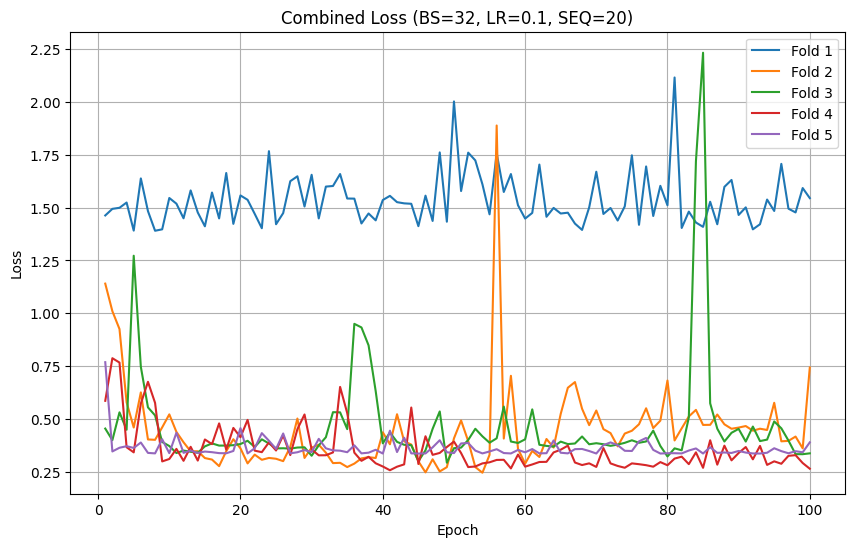 Combined Loss (BS=32, LR=0.1, SEQ=20)
Loss
2.25
2.00
1.75
1.50
1.25
1.00
0.75
0.50
0.25
0
20
40
60
80
100
Epoch
Fold 1
Fold 2
Fold 3
Fold 4
Fold 5